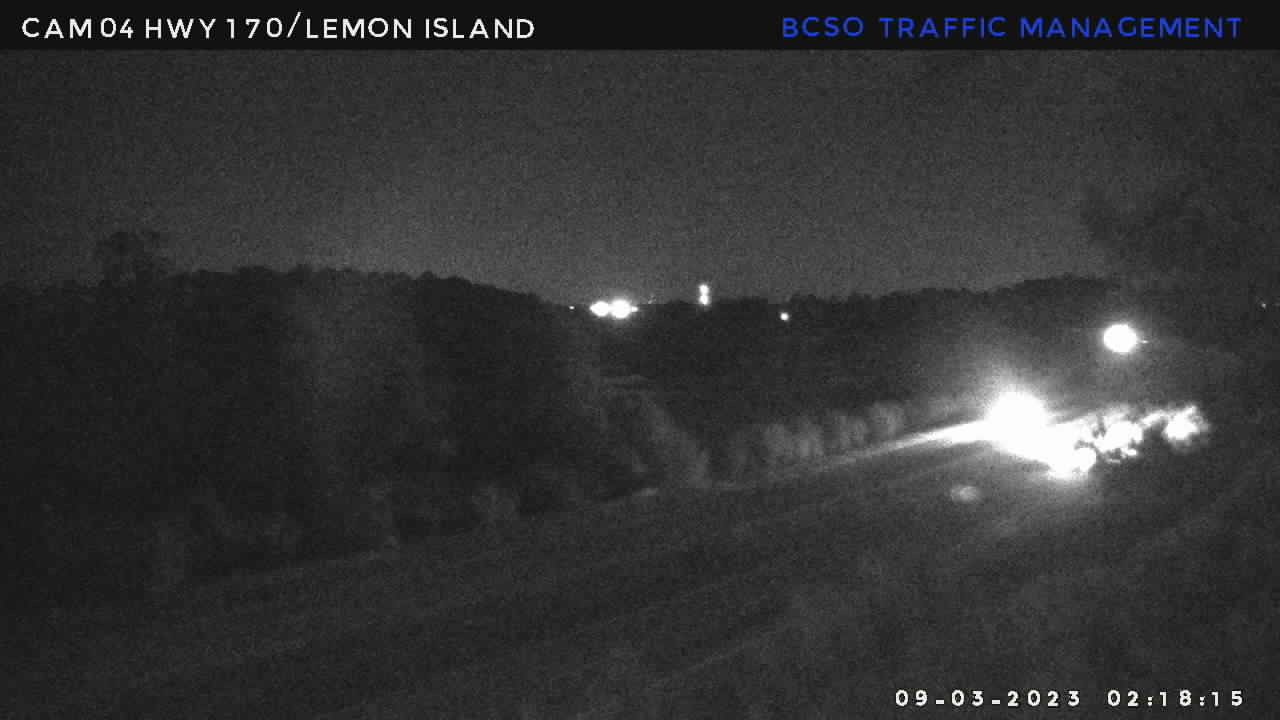 CAM04 HWY 170/LEMON ISLAND
BCSO TRAFFIC MANAGEMENT
09-03-2023 02:18:15